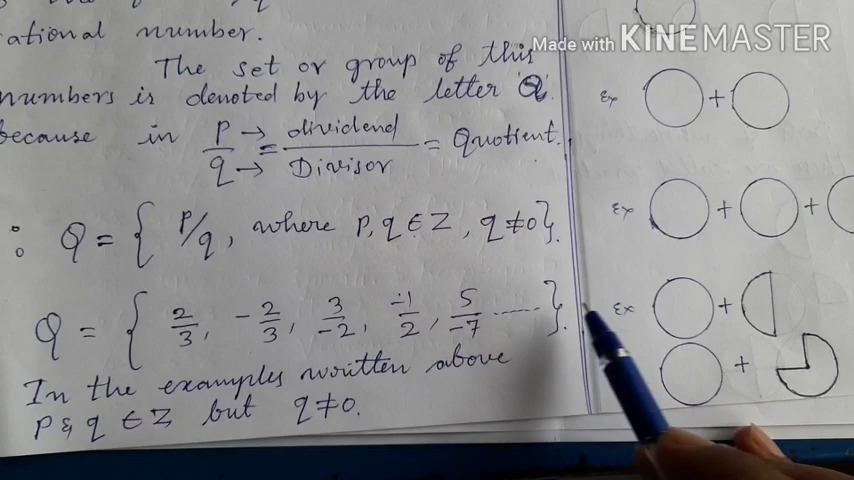 ational number.
The set or group of this
numbers is denoted by the letter 'Q'.
because in p/q → → = dividend/Divisor = Quotient.
∴ Q = { p/q, where p, q ∈ Z, q ≠ 0}.
Q = { 2/3, -2/3, 3/-2, -1/2, 5/-7 ...... }.
In the examples written above
p & q ∈ Z but q ≠ 0.
Made with KINEMASTER
Ex +
Ex + +
Ex +
+